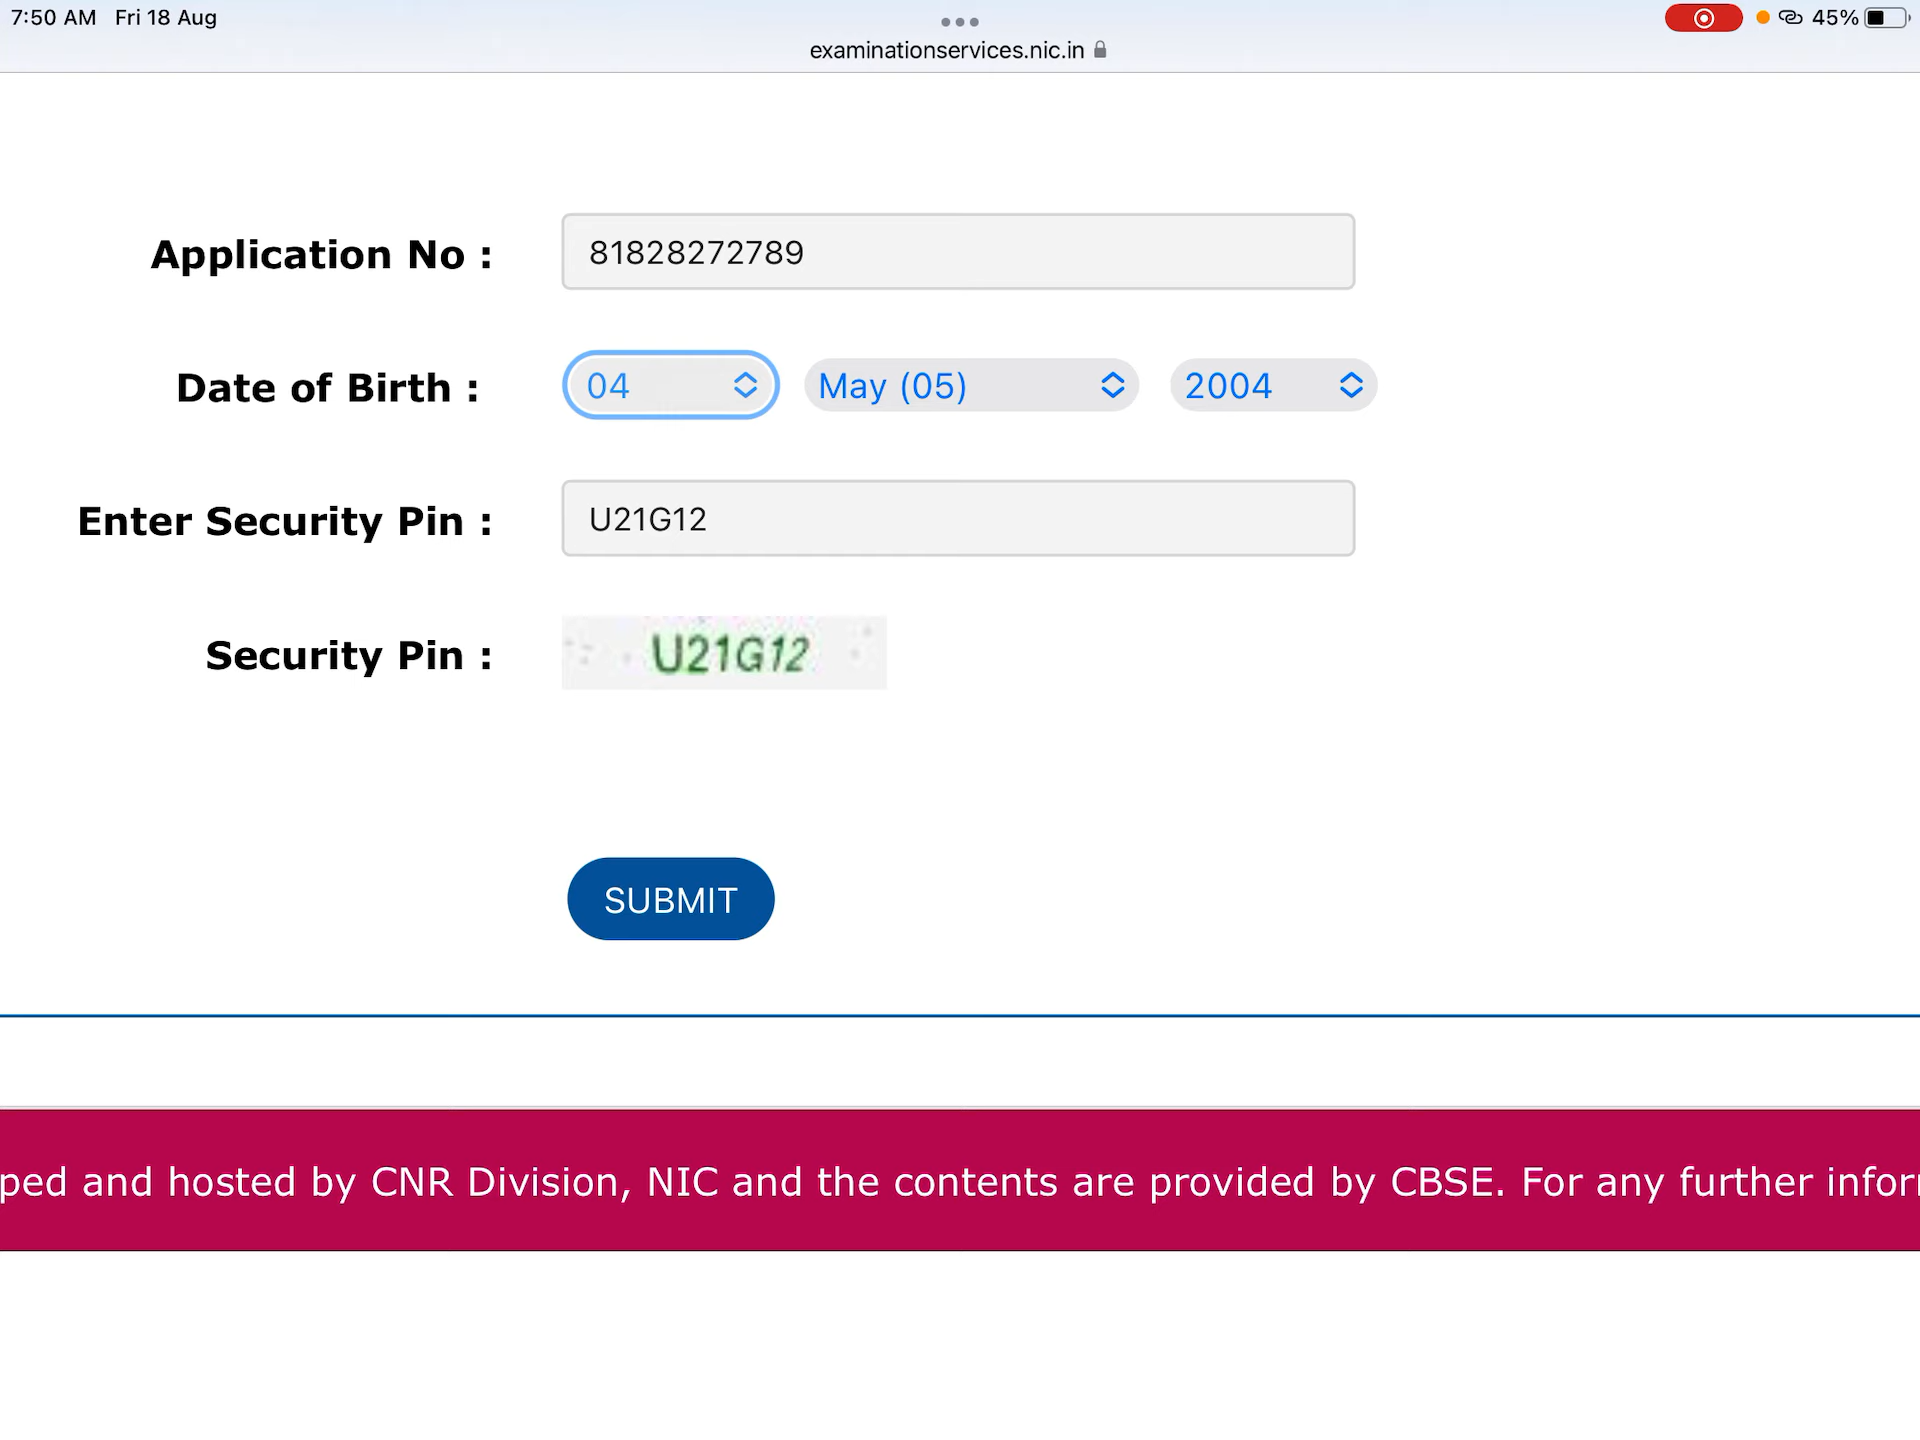 7:50 AM Fri 18 Aug
45%
examinationservices.nic.in
Application No : 81828272789
Date of Birth : 04 May (05) 2004
Enter Security Pin : U21G12
Security Pin : U21G12
SUBMIT
ped and hosted by CNR Division, NIC and the contents are provided by CBSE. For any further infor